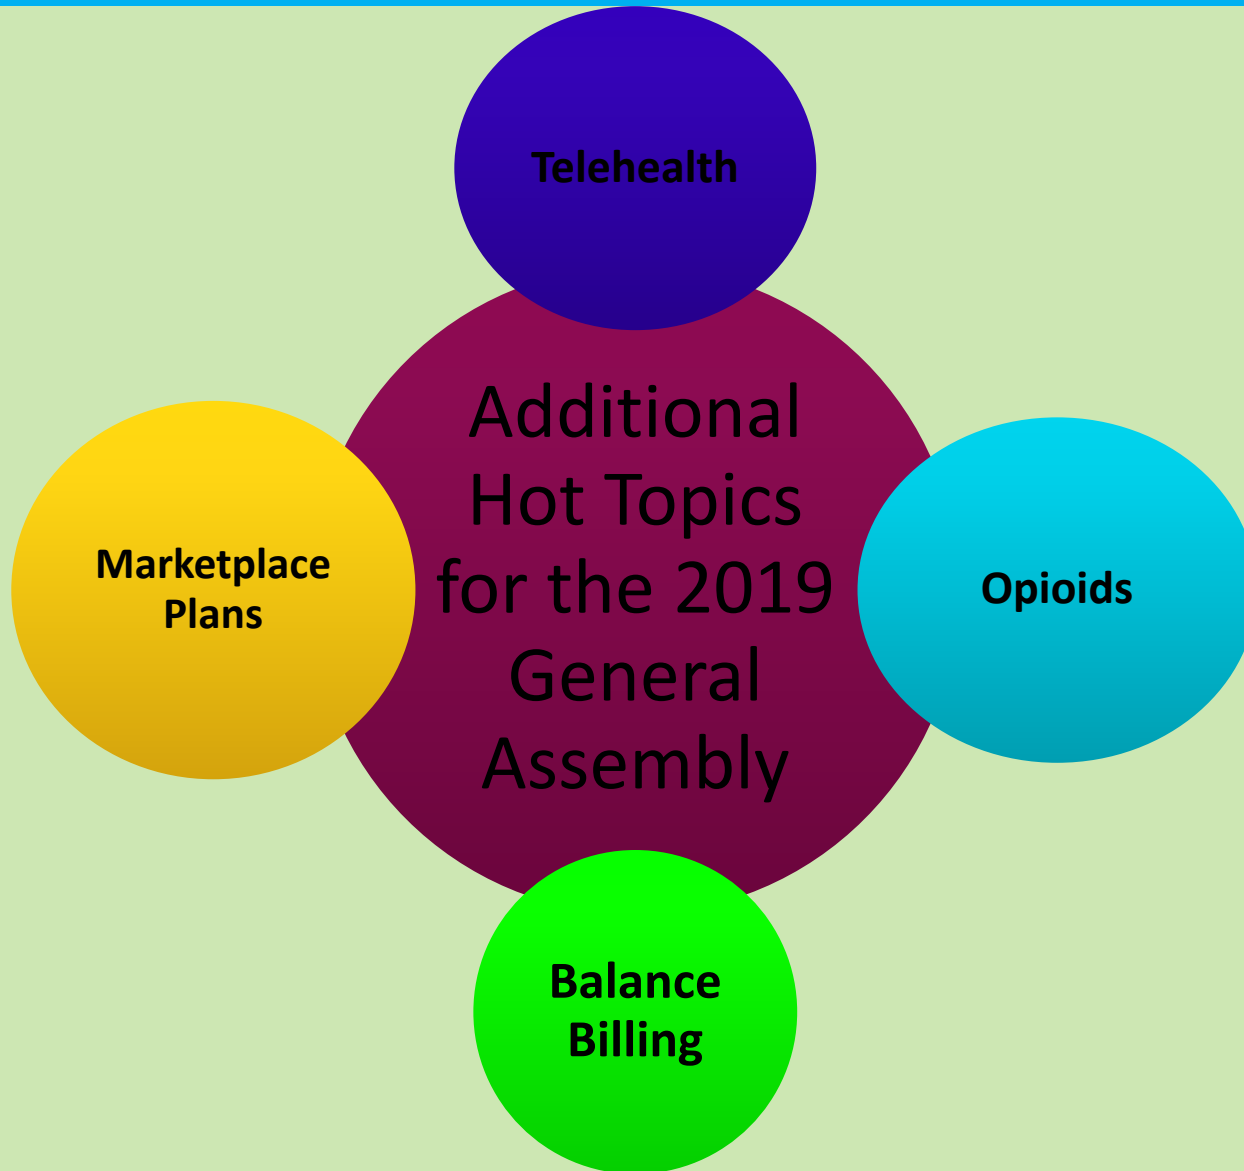 Telehealth
Additional
Hot Topics
for the 2019
General
Assembly
Marketplace
Plans
Opioids
Balance
Billing